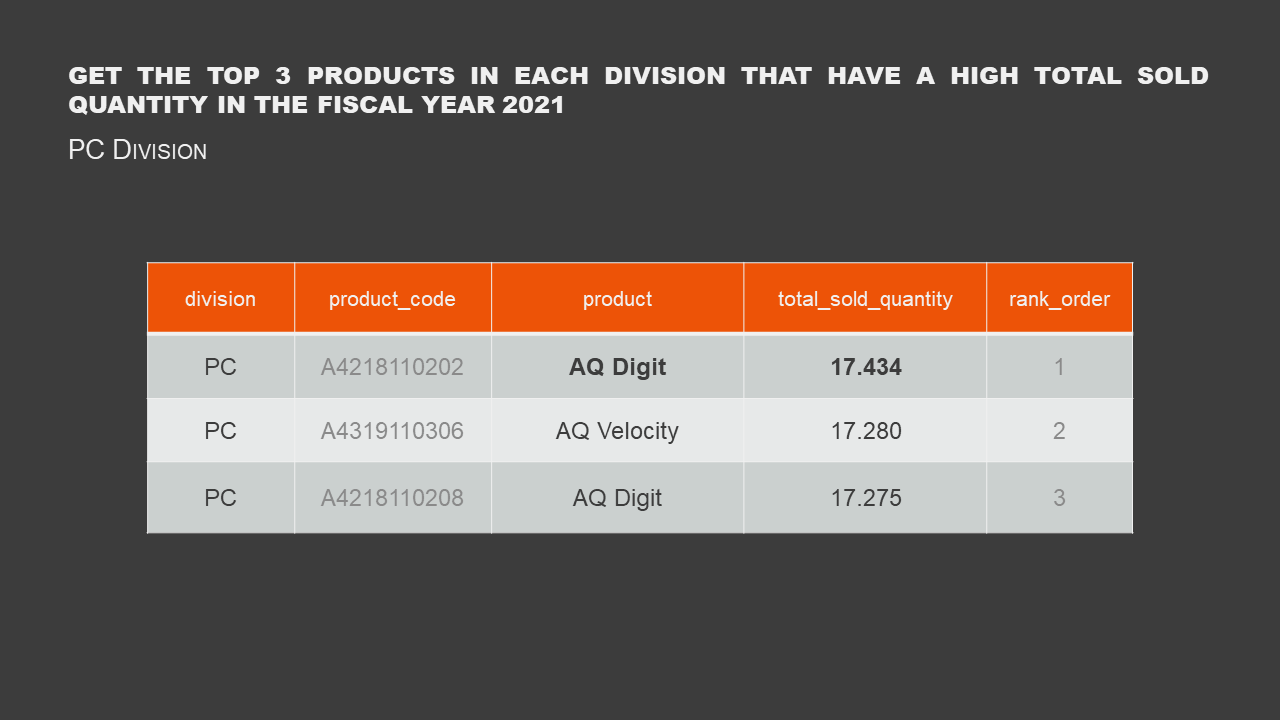 GET THE TOP 3 PRODUCTS IN EACH DIVISION THAT HAVE A HIGH TOTAL SOLD
QUANTITY IN THE FISCAL YEAR 2021
PC DIVISION
division product_code product total_sold_quantity rank_order
PC A4218110202 AQ Digit 17.434 1
PC A4319110306 AQ Velocity 17.280 2
PC A4218110208 AQ Digit 17.275 3